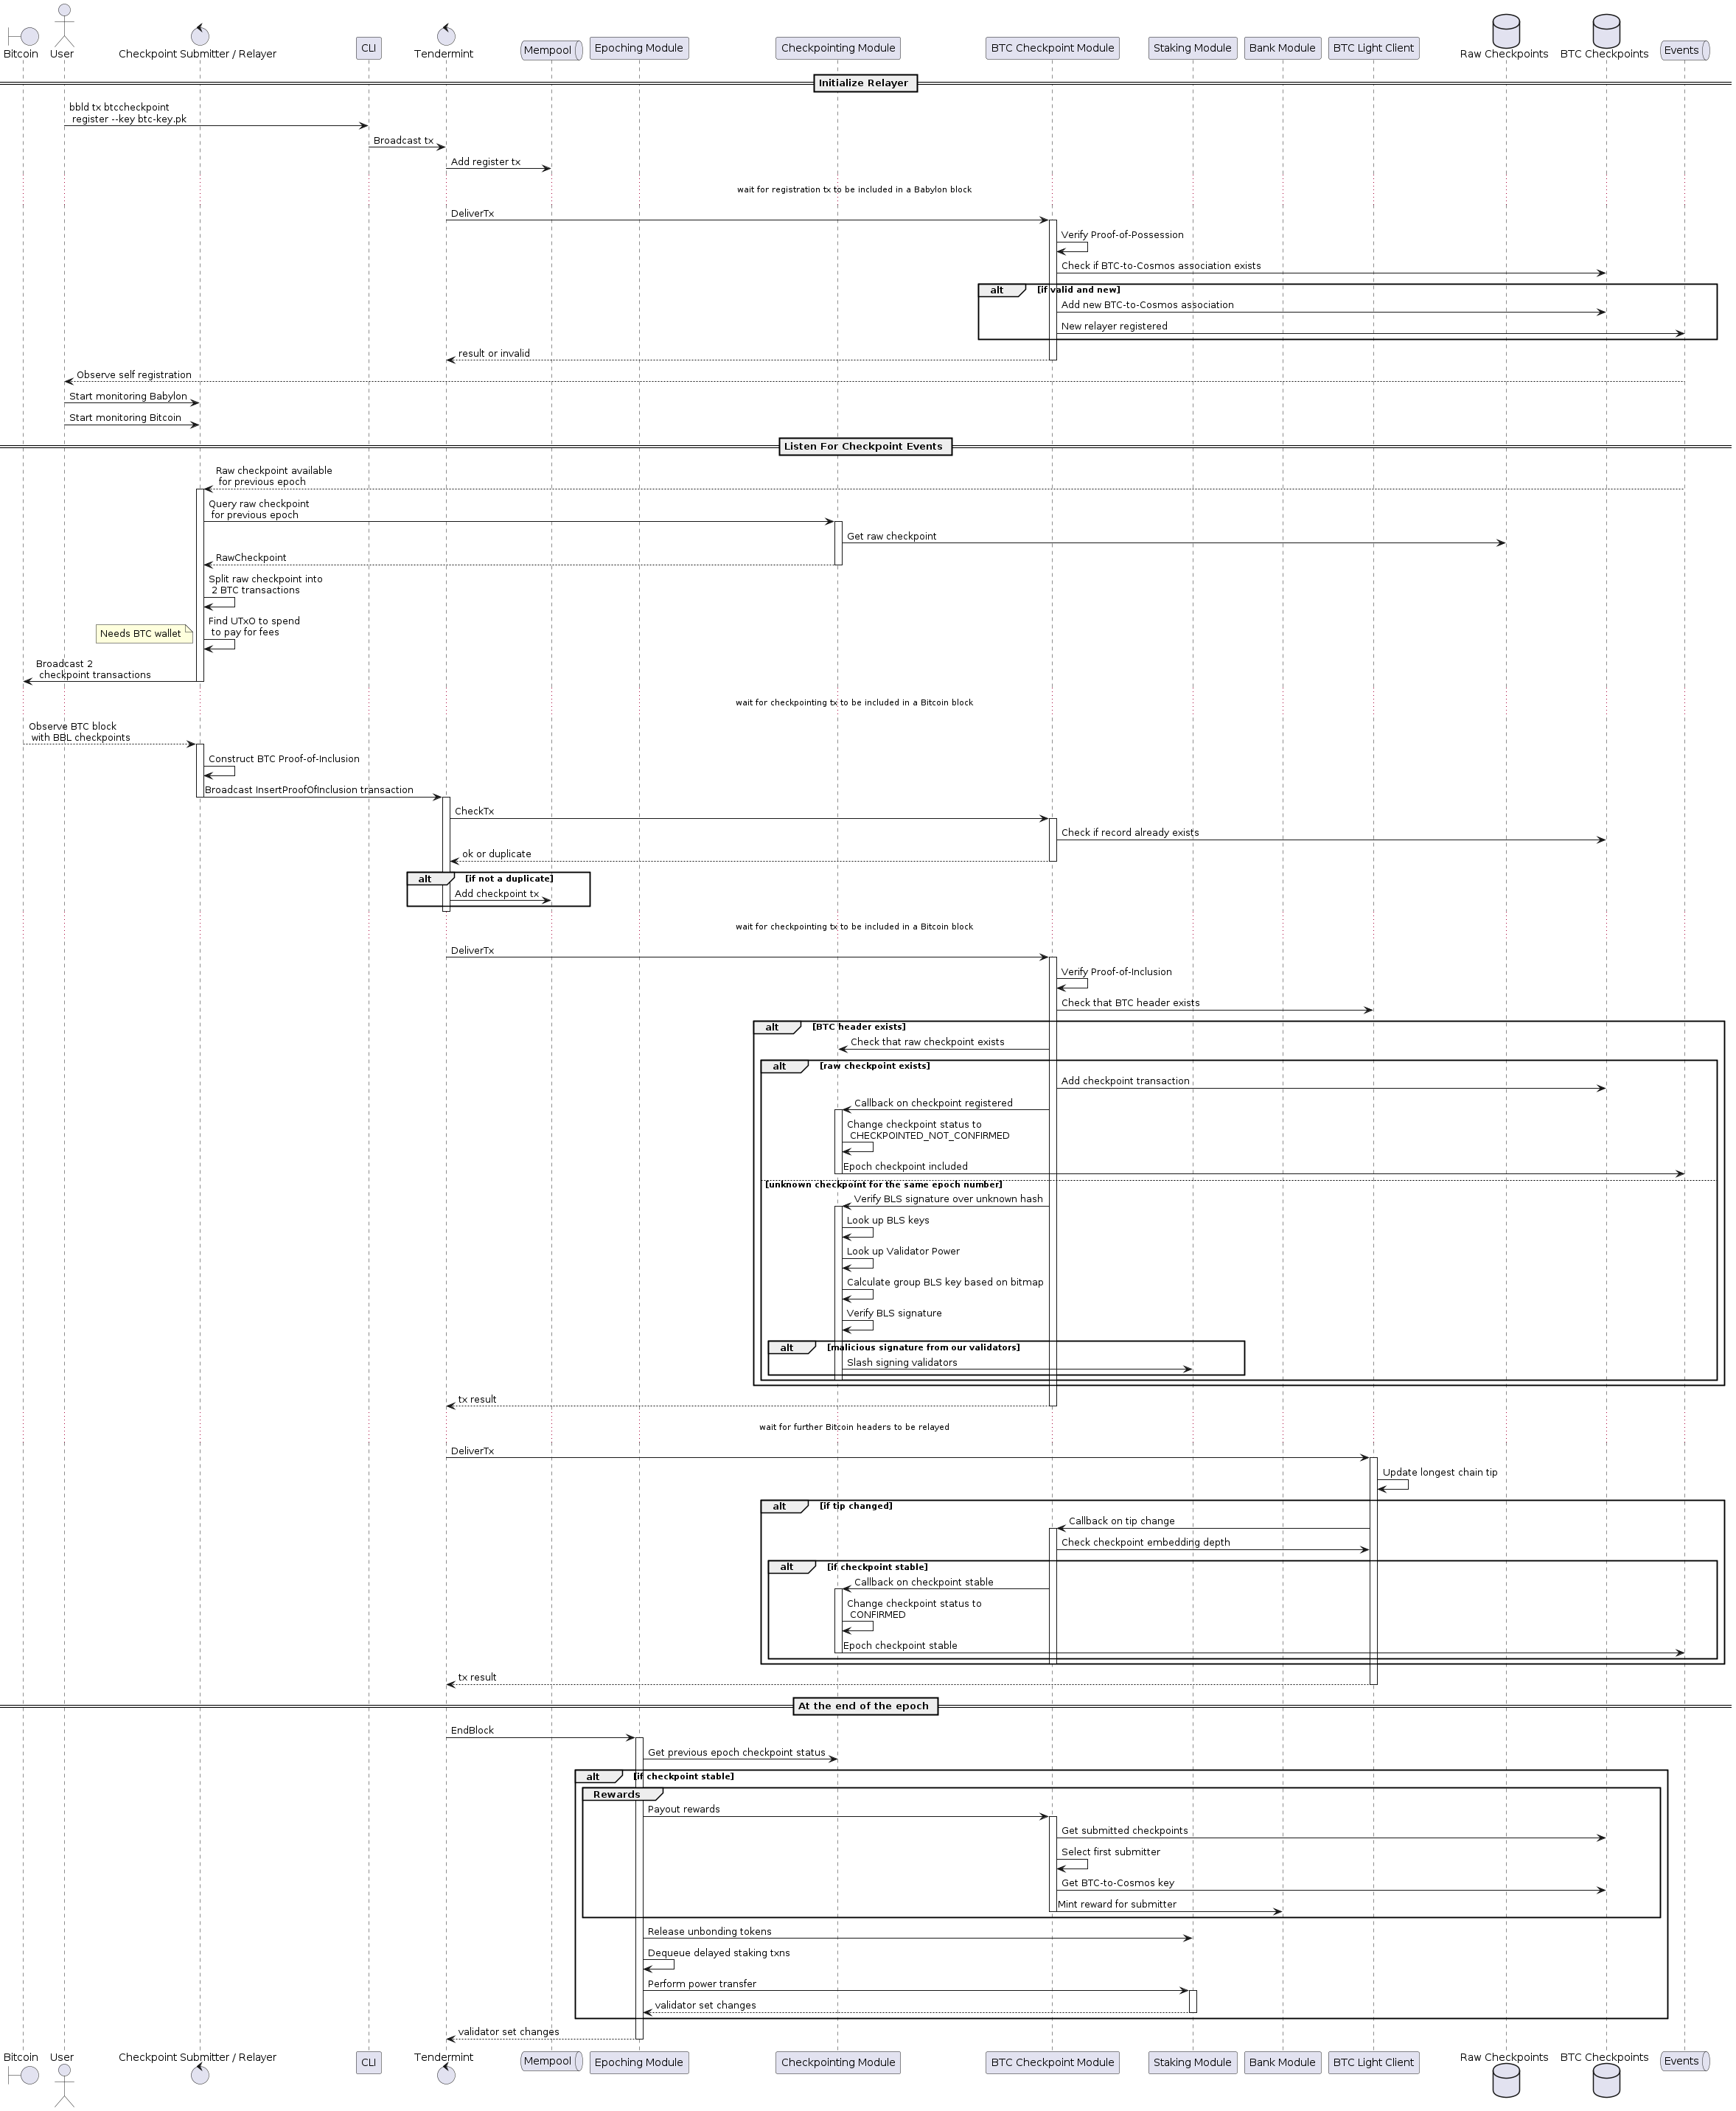 Bitcoin
User
Checkpoint Submitter / Relayer
CLI
Tendermint
Mempool
Epoching Module
Checkpointing Module
BTC Checkpoint Module
Staking Module
Bank Module
BTC Light Client
Raw Checkpoints
BTC Checkpoints
Events
Initialize Relayer
bbld tx btccheckpoint
register --key btc-key.pk
Broadcast tx
Add register tx
wait for registration tx to be included in a Babylon block
DeliverTx
Verify Proof-of-Possession
Check if BTC-to-Cosmos association exists
alt
[if valid and new]
Add new BTC-to-Cosmos association
New relayer registered
result or invalid
Observe self registration
Start monitoring Babylon
Start monitoring Bitcoin
Listen For Checkpoint Events
Raw checkpoint available
for previous epoch
Query raw checkpoint
for previous epoch
Get raw checkpoint
RawCheckpoint
Split raw checkpoint into
2 BTC transactions
Find UTxO to spend
to pay for fees
Needs BTC wallet
Broadcast 2
checkpoint transactions
wait for checkpointing tx to be included in a Bitcoin block
Observe BTC block
with BBL checkpoints
Construct BTC Proof-of-Inclusion
Broadcast InsertProofOfInclusion transaction
CheckTx
Check if record already exists
ok or duplicate
alt
[if not a duplicate]
Add checkpoint tx
wait for checkpointing tx to be included in a Bitcoin block
DeliverTx
Verify Proof-of-Inclusion
Check that BTC header exists
alt
[BTC header exists]
Check that raw checkpoint exists
alt
[raw checkpoint exists]
Add checkpoint transaction
Callback on checkpoint registered
Change checkpoint status to
CHECKPOINTED_NOT_CONFIRMED
Epoch checkpoint included
[unknown checkpoint for the same epoch number]
Verify BLS signature over unknown hash
Look up BLS keys
Look up Validator Power
Calculate group BLS key based on bitmap
Verify BLS signature
alt
[malicious signature from our validators]
Slash signing validators
tx result
wait for further Bitcoin headers to be relayed
DeliverTx
Update longest chain tip
alt
[if tip changed]
Callback on tip change
Check checkpoint embedding depth
alt
[if checkpoint stable]
Callback on checkpoint stable
Change checkpoint status to
CONFIRMED
Epoch checkpoint stable
tx result
At the end of the epoch
EndBlock
Get previous epoch checkpoint status
alt
[if checkpoint stable]
Rewards
Payout rewards
Get submitted checkpoints
Select first submitter
Get BTC-to-Cosmos key
Mint reward for submitter
Release unbonding tokens
Dequeue delayed staking txns
Perform power transfer
validator set changes
validator set changes
Bitcoin
User
Checkpoint Submitter / Relayer
CLI
Tendermint
Mempool
Epoching Module
Checkpointing Module
BTC Checkpoint Module
Staking Module
Bank Module
BTC Light Client
Raw Checkpoints
BTC Checkpoints
Events